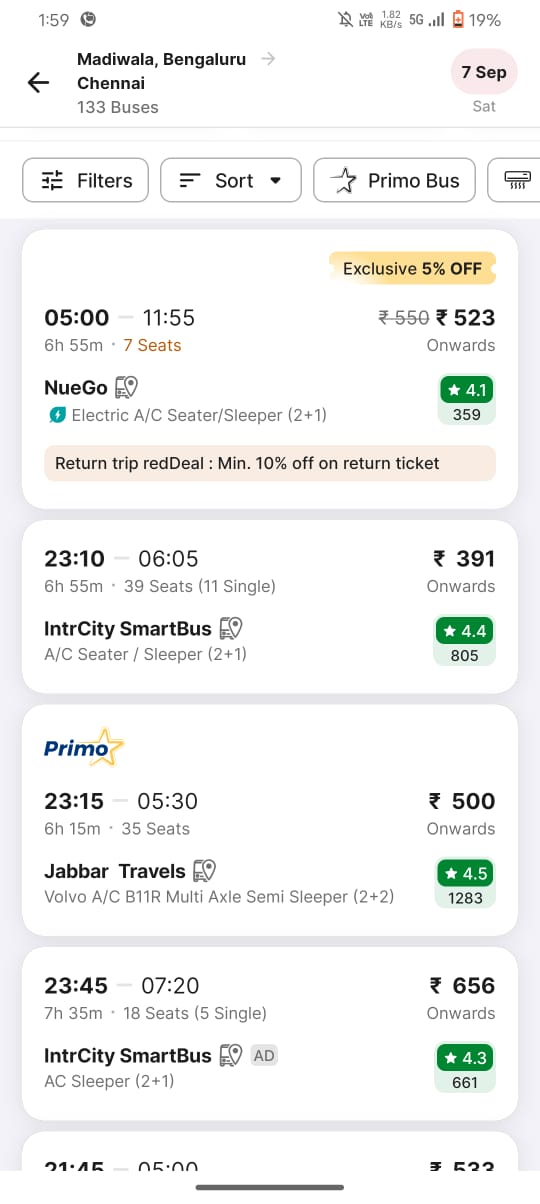 1:59
Vo)) LTE
1.82 KB/s
5G
19%
Madiwala, Bengaluru
Chennai
133 Buses
7 Sep
Sat
Filters
Sort
Primo Bus
Exclusive 5% OFF
05:00 — 11:55
₹ 550 ₹ 523
6h 55m · 7 Seats
Onwards
NueGo
★ 4.1
Electric A/C Seater/Sleeper (2+1)
359
Return trip redDeal : Min. 10% off on return ticket
23:10 — 06:05
₹ 391
6h 55m · 39 Seats (11 Single)
Onwards
IntrCity SmartBus
★ 4.4
A/C Seater / Sleeper (2+1)
805
Primo
23:15 — 05:30
₹ 500
6h 15m · 35 Seats
Onwards
Jabbar Travels
★ 4.5
Volvo A/C B11R Multi Axle Semi Sleeper (2+2)
1283
23:45 — 07:20
₹ 656
7h 35m · 18 Seats (5 Single)
Onwards
IntrCity SmartBus AD
★ 4.3
AC Sleeper (2+1)
661
21:45 — 05:00
₹ 533